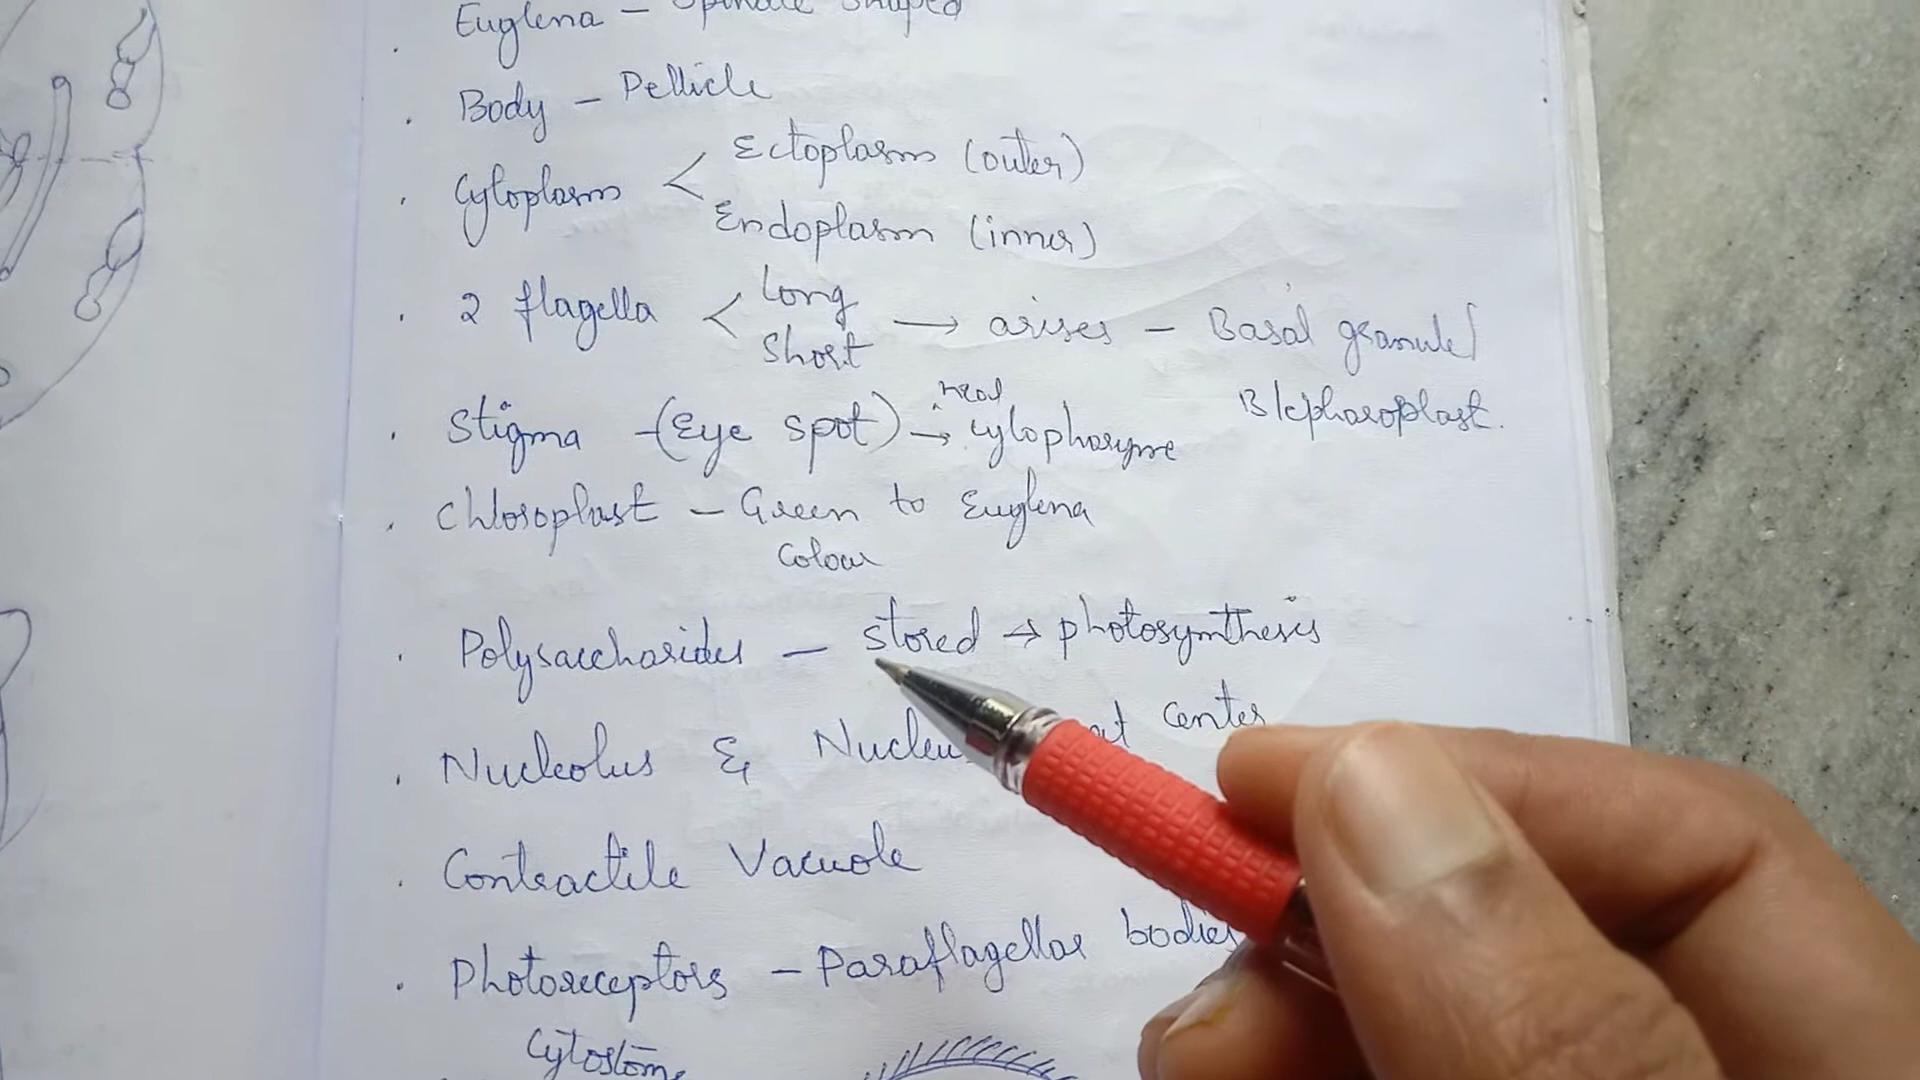 . Euglena - Spindle shaped
. Body - Pellicle
. Cytoplasm < Ectoplasm (outer)
Endoplasm (inner)
. 2 flagella < long
short → arises - Basal granule/
Blepharoplast.
. Stigma - (Eye spot) → near cytopharynx
. Chloroplast - Green to Euglena
colour
. Polysaccharides - stored → photosynthesis
. Nucleolus & at center
. Contractile Vacuole
. Photoreceptors - Paraflagellar bodies
Cytostome